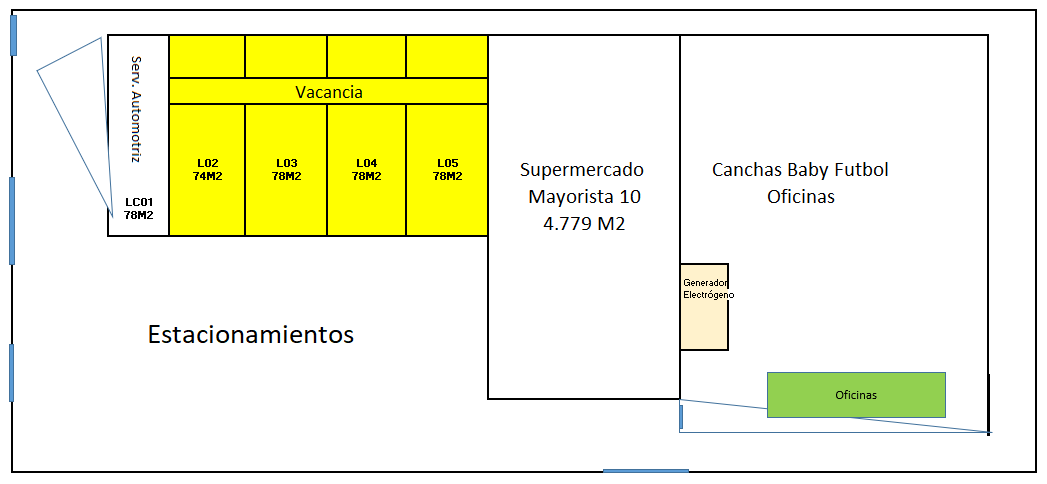 Serv. Automotriz
LC01
78M2
Vacancia
L02
74M2
L03
78M2
L04
78M2
L05
78M2
Supermercado
Mayorista 10
4.779 M2
Canchas Baby Futbol
Oficinas
Generador
Electrógeno
Estacionamientos
Oficinas